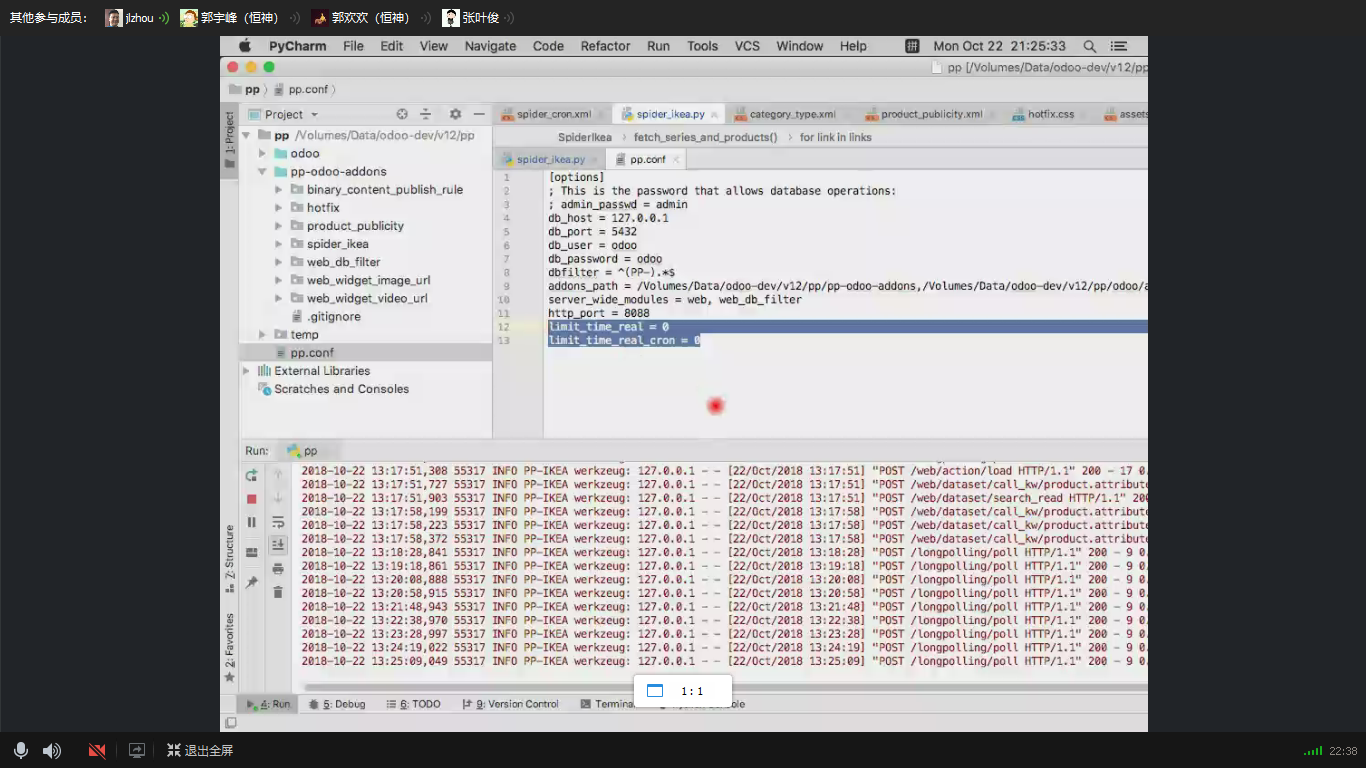 其他参与成员： jlzhou 郭宇峰（恒神） 郭欢欢（恒神） 张叶俊
PyCharm File Edit View Navigate Code Refactor Run Tools VCS Window Help 拼 Mon Oct 22 21:25:33
pp [/Volumes/Data/odoo-dev/v12/pp
pp pp.conf
Project
spider_cron.xml spider_ikea.py category_type.xml product_publicity.xml hotfix.css assets
1: Project
pp /Volumes/Data/odoo-dev/v12/pp
odoo
pp-odoo-addons
binary_content_publish_rule
hotfix
product_publicity
spider_ikea
web_db_filter
web_widget_image_url
web_widget_video_url
.gitignore
temp
pp.conf
External Libraries
Scratches and Consoles
SpiderIkea fetch_series_and_products() for link in links
spider_ikea.py pp.conf
1 [options]
2 ; This is the password that allows database operations:
3 ; admin_passwd = admin
4 db_host = 127.0.0.1
5 db_port = 5432
6 db_user = odoo
7 db_password = odoo
8 dbfilter = ^(PP-).*$
9 addons_path = /Volumes/Data/odoo-dev/v12/pp/pp-odoo-addons,/Volumes/Data/odoo-dev/v12/pp/odoo/a
10 server_wide_modules = web, web_db_filter
11 http_port = 8088
12 limit_time_real = 0
13 limit_time_real_cron = 0
Run: pp
2018-10-22 13:17:51,308 55317 INFO PP-IKEA werkzeug: 127.0.0.1 - - [22/Oct/2018 13:17:51] "POST /web/action/load HTTP/1.1" 200 - 17 0.
2018-10-22 13:17:51,727 55317 INFO PP-IKEA werkzeug: 127.0.0.1 - - [22/Oct/2018 13:17:51] "POST /web/dataset/call_kw/product.attribut
2018-10-22 13:17:51,903 55317 INFO PP-IKEA werkzeug: 127.0.0.1 - - [22/Oct/2018 13:17:51] "POST /web/dataset/search_read HTTP/1.1" 200
2018-10-22 13:17:58,199 55317 INFO PP-IKEA werkzeug: 127.0.0.1 - - [22/Oct/2018 13:17:58] "POST /web/dataset/call_kw/product.attribut
2018-10-22 13:17:58,223 55317 INFO PP-IKEA werkzeug: 127.0.0.1 - - [22/Oct/2018 13:17:58] "POST /web/dataset/call_kw/product.attribut
2018-10-22 13:17:58,372 55317 INFO PP-IKEA werkzeug: 127.0.0.1 - - [22/Oct/2018 13:17:58] "POST /web/dataset/call_kw/product.attribut
2018-10-22 13:18:28,841 55317 INFO PP-IKEA werkzeug: 127.0.0.1 - - [22/Oct/2018 13:18:28] "POST /longpolling/poll HTTP/1.1" 200 - 9 0.
2018-10-22 13:19:18,861 55317 INFO PP-IKEA werkzeug: 127.0.0.1 - - [22/Oct/2018 13:19:18] "POST /longpolling/poll HTTP/1.1" 200 - 9 0.
2018-10-22 13:20:08,888 55317 INFO PP-IKEA werkzeug: 127.0.0.1 - - [22/Oct/2018 13:20:08] "POST /longpolling/poll HTTP/1.1" 200 - 9 0.
2018-10-22 13:20:58,915 55317 INFO PP-IKEA werkzeug: 127.0.0.1 - - [22/Oct/2018 13:20:58] "POST /longpolling/poll HTTP/1.1" 200 - 9 0.
2018-10-22 13:21:48,943 55317 INFO PP-IKEA werkzeug: 127.0.0.1 - - [22/Oct/2018 13:21:48] "POST /longpolling/poll HTTP/1.1" 200 - 9 0.
2018-10-22 13:22:38,970 55317 INFO PP-IKEA werkzeug: 127.0.0.1 - - [22/Oct/2018 13:22:38] "POST /longpolling/poll HTTP/1.1" 200 - 9 0.
2018-10-22 13:23:28,997 55317 INFO PP-IKEA werkzeug: 127.0.0.1 - - [22/Oct/2018 13:23:28] "POST /longpolling/poll HTTP/1.1" 200 - 9 0.
2018-10-22 13:24:19,022 55317 INFO PP-IKEA werkzeug: 127.0.0.1 - - [22/Oct/2018 13:24:19] "POST /longpolling/poll HTTP/1.1" 200 - 9 0.
2018-10-22 13:25:09,049 55317 INFO PP-IKEA werkzeug: 127.0.0.1 - - [22/Oct/2018 13:25:09] "POST /longpolling/poll HTTP/1.1" 200 - 9 0.
Z: Structure
2: Favorites
1:1
4: Run 5: Debug 6: TODO 9: Version Control Termina
退出全屏 22:38